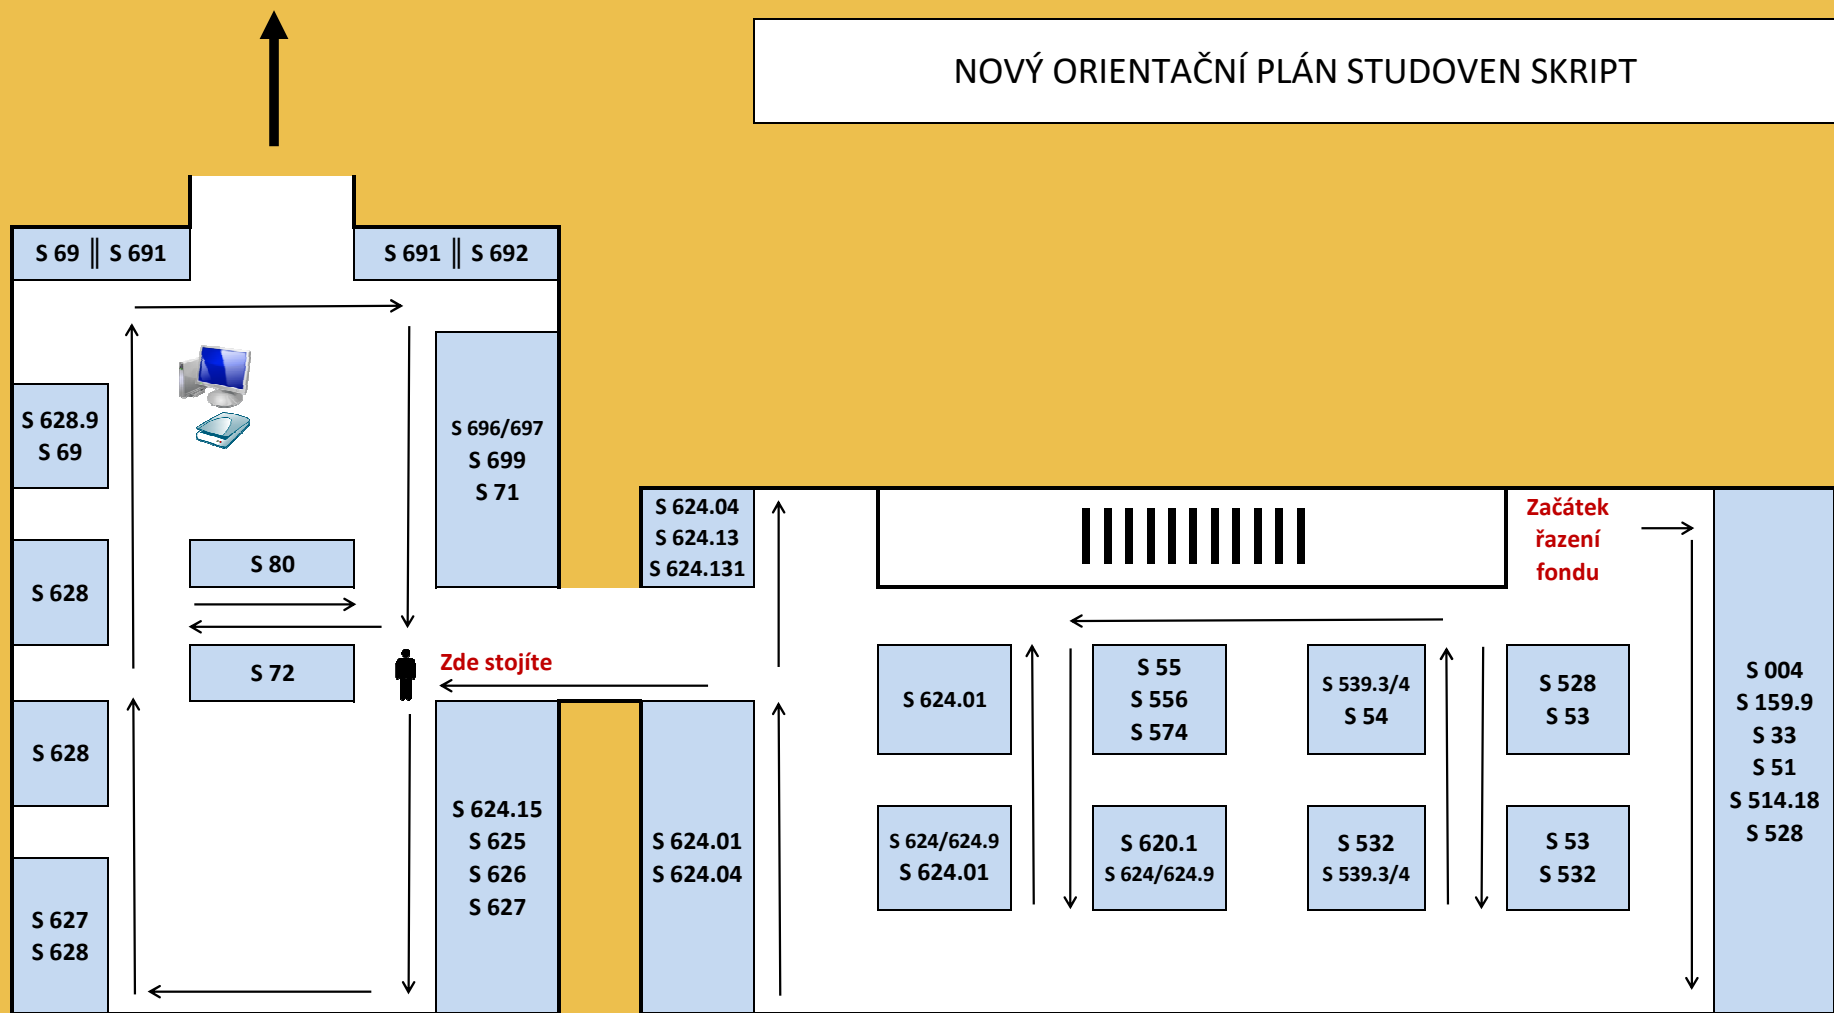 NOVÝ ORIENTAČNÍ PLÁN STUDOVEN SKRIPT
S 69 ‖ S 691
S 691 ‖ S 692
S 628.9
S 69
S 696/697
S 699
S 71
S 80
S 628
S 72
Zde stojíte
S 628
S 624.15
S 625
S 626
S 627
S 627
S 628
S 624.04
S 624.13
S 624.131
S 624.01
S 624.04
Začátek
řazení
fondu
S 624.01
S 55
S 556
S 574
S 539.3/4
S 54
S 528
S 53
S 624/624.9
S 624.01
S 620.1
S 624/624.9
S 532
S 539.3/4
S 53
S 532
S 004
S 159.9
S 33
S 51
S 514.18
S 528